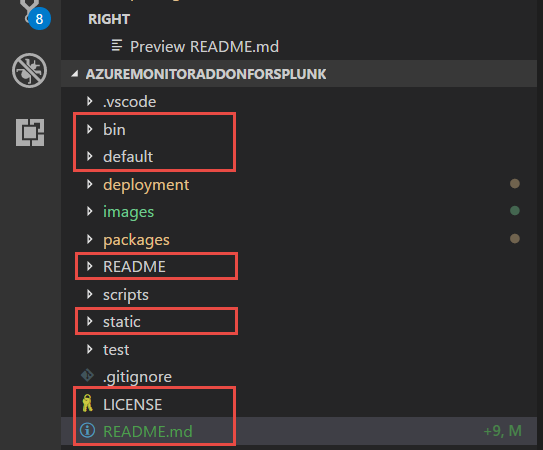 RIGHT
Preview README.md
8
AZUREMONITORADDONFORSPLUNK
.vscode
bin
default
deployment
images
packages
README
scripts
static
test
.gitignore
LICENSE
README.md +9, M